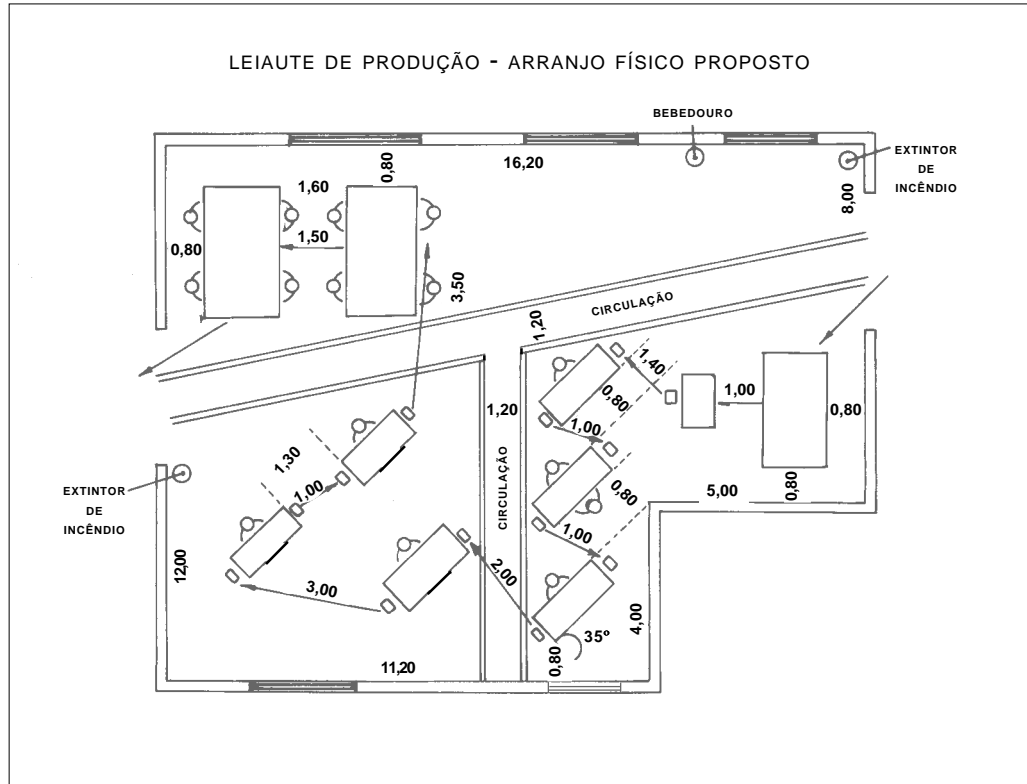 LEIAUTE DE PRODUÇÃO - ARRANJO FÍSICO PROPOSTO
BEBEDOURO
EXTINTOR
DE
INCÊNDIO
0,80
16,20
8,00
1,60
0,80
1,50
3,50
CIRCULAÇÃO
1,20
1,40
0,80
1,00
0,80
1,20
1,00
CIRCULAÇÃO
1,30
1,00
0,80
0,80
5,00
EXTINTOR
DE
INCÊNDIO
12,00
1,00
2,00
3,00
4,00
35º
0,80
11,20